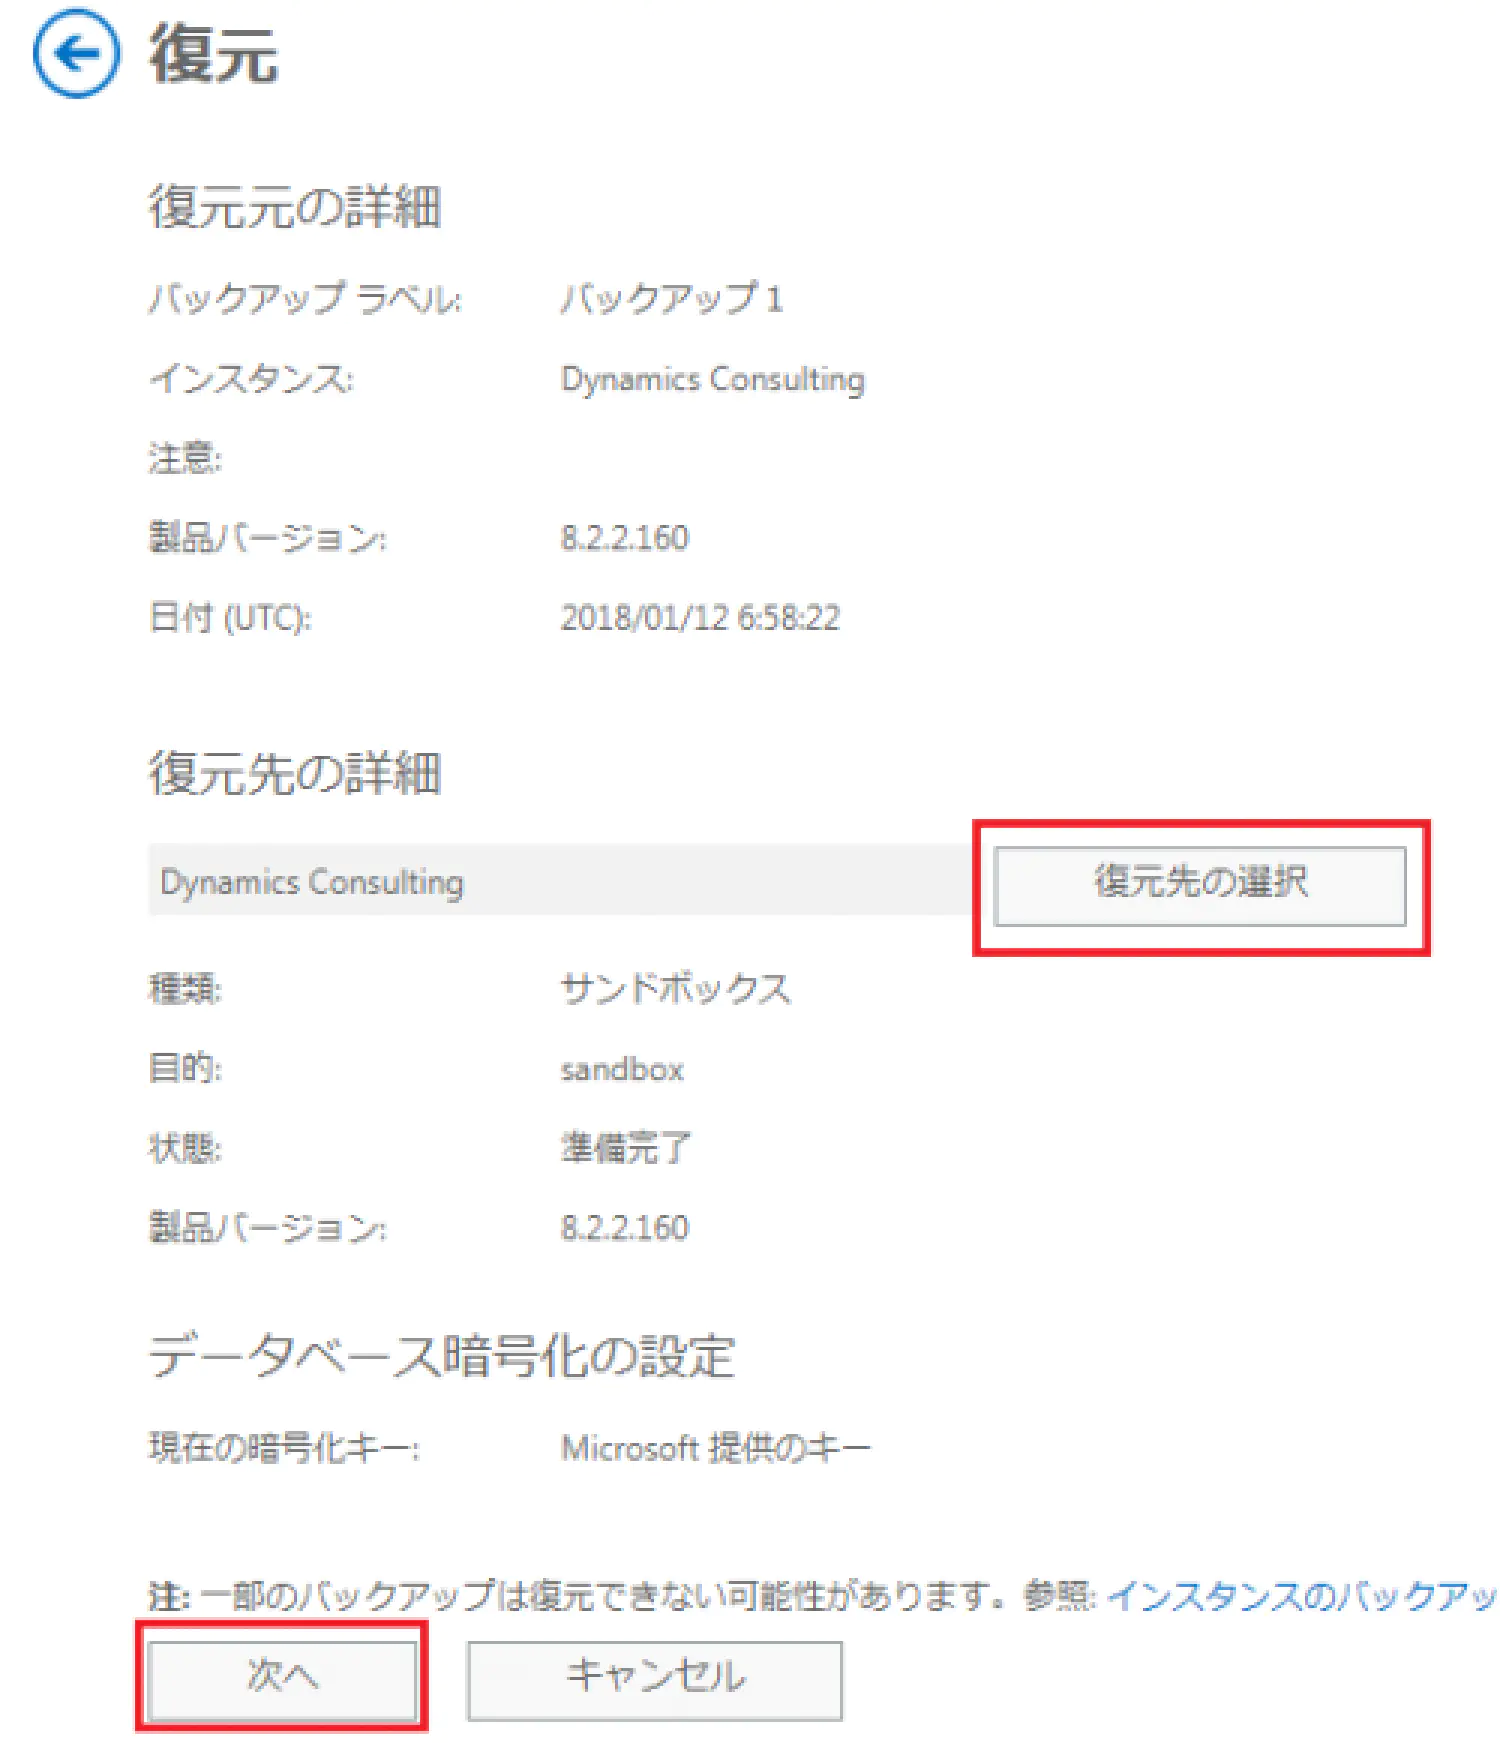 復元
復元元の詳細
バックアップ ラベル: バックアップ 1
インスタンス: Dynamics Consulting
注意:
製品バージョン: 8.2.2.160
日付 (UTC): 2018/01/12 6:58:22
復元先の詳細
Dynamics Consulting 復元先の選択
種類: サンドボックス
目的: sandbox
状態: 準備完了
製品バージョン: 8.2.2.160
データベース暗号化の設定
現在の暗号化キー: Microsoft 提供のキー
注: 一部のバックアップは復元できない可能性があります。参照: インスタンスのバックアッ
次へ キャンセル